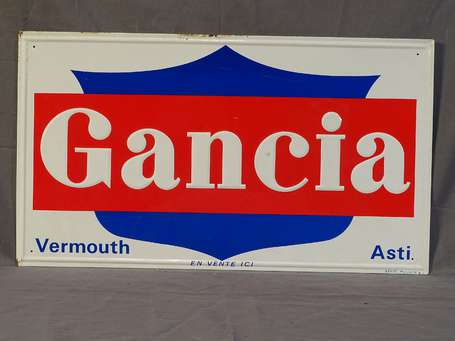 Gancia
Vermouth Asti.
EN VENTE ICI